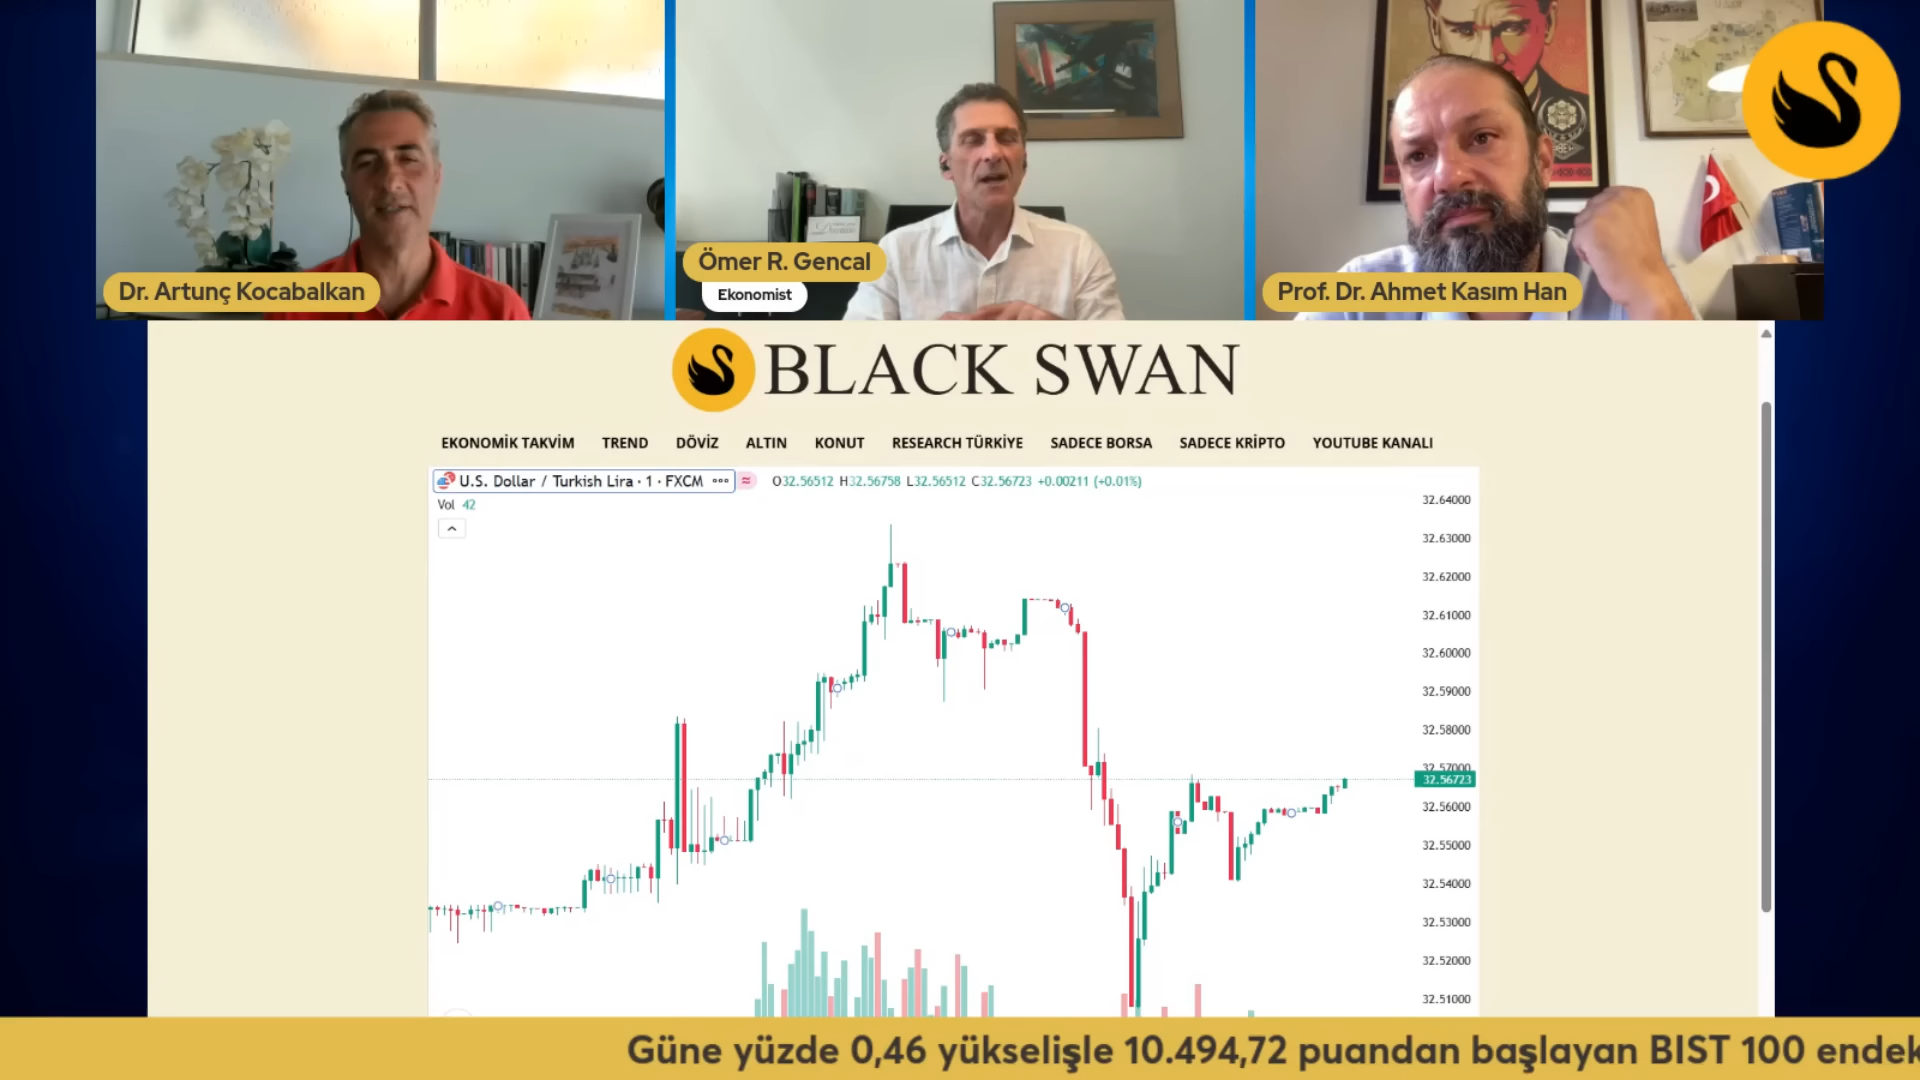 Dr. Artunç Kocabalkan
Ömer R. Gencal
Ekonomist
Prof. Dr. Ahmet Kasım Han
BLACK SWAN
EKONOMİK TAKVİM TREND DÖVİZ ALTIN KONUT RESEARCH TÜRKİYE SADECE BORSA SADECE KRİPTO YOUTUBE KANALI
U.S. Dollar / Turkish Lira · 1 · FXCM O32.56512 H32.56758 L32.56512 C32.56723 +0.00211 (+0.01%)
Vol 42
32.64000
32.63000
32.62000
32.61000
32.60000
32.59000
32.58000
32.57000
32.56723
32.56000
32.55000
32.54000
32.53000
32.52000
32.51000
Güne yüzde 0,46 yükselişle 10.494,72 puandan başlayan BIST 100 endek